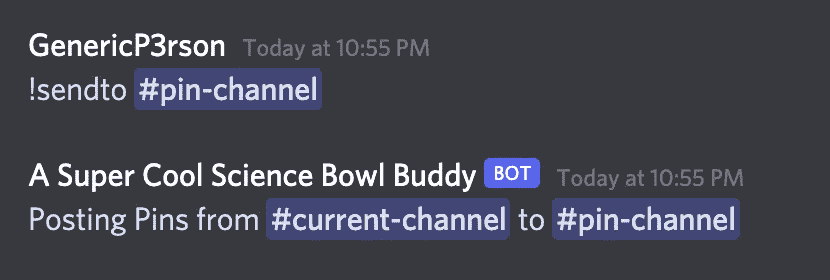 GenericP3rson Today at 10:55 PM
!sendto #pin-channel
A Super Cool Science Bowl Buddy BOT Today at 10:55 PM
Posting Pins from #current-channel to #pin-channel